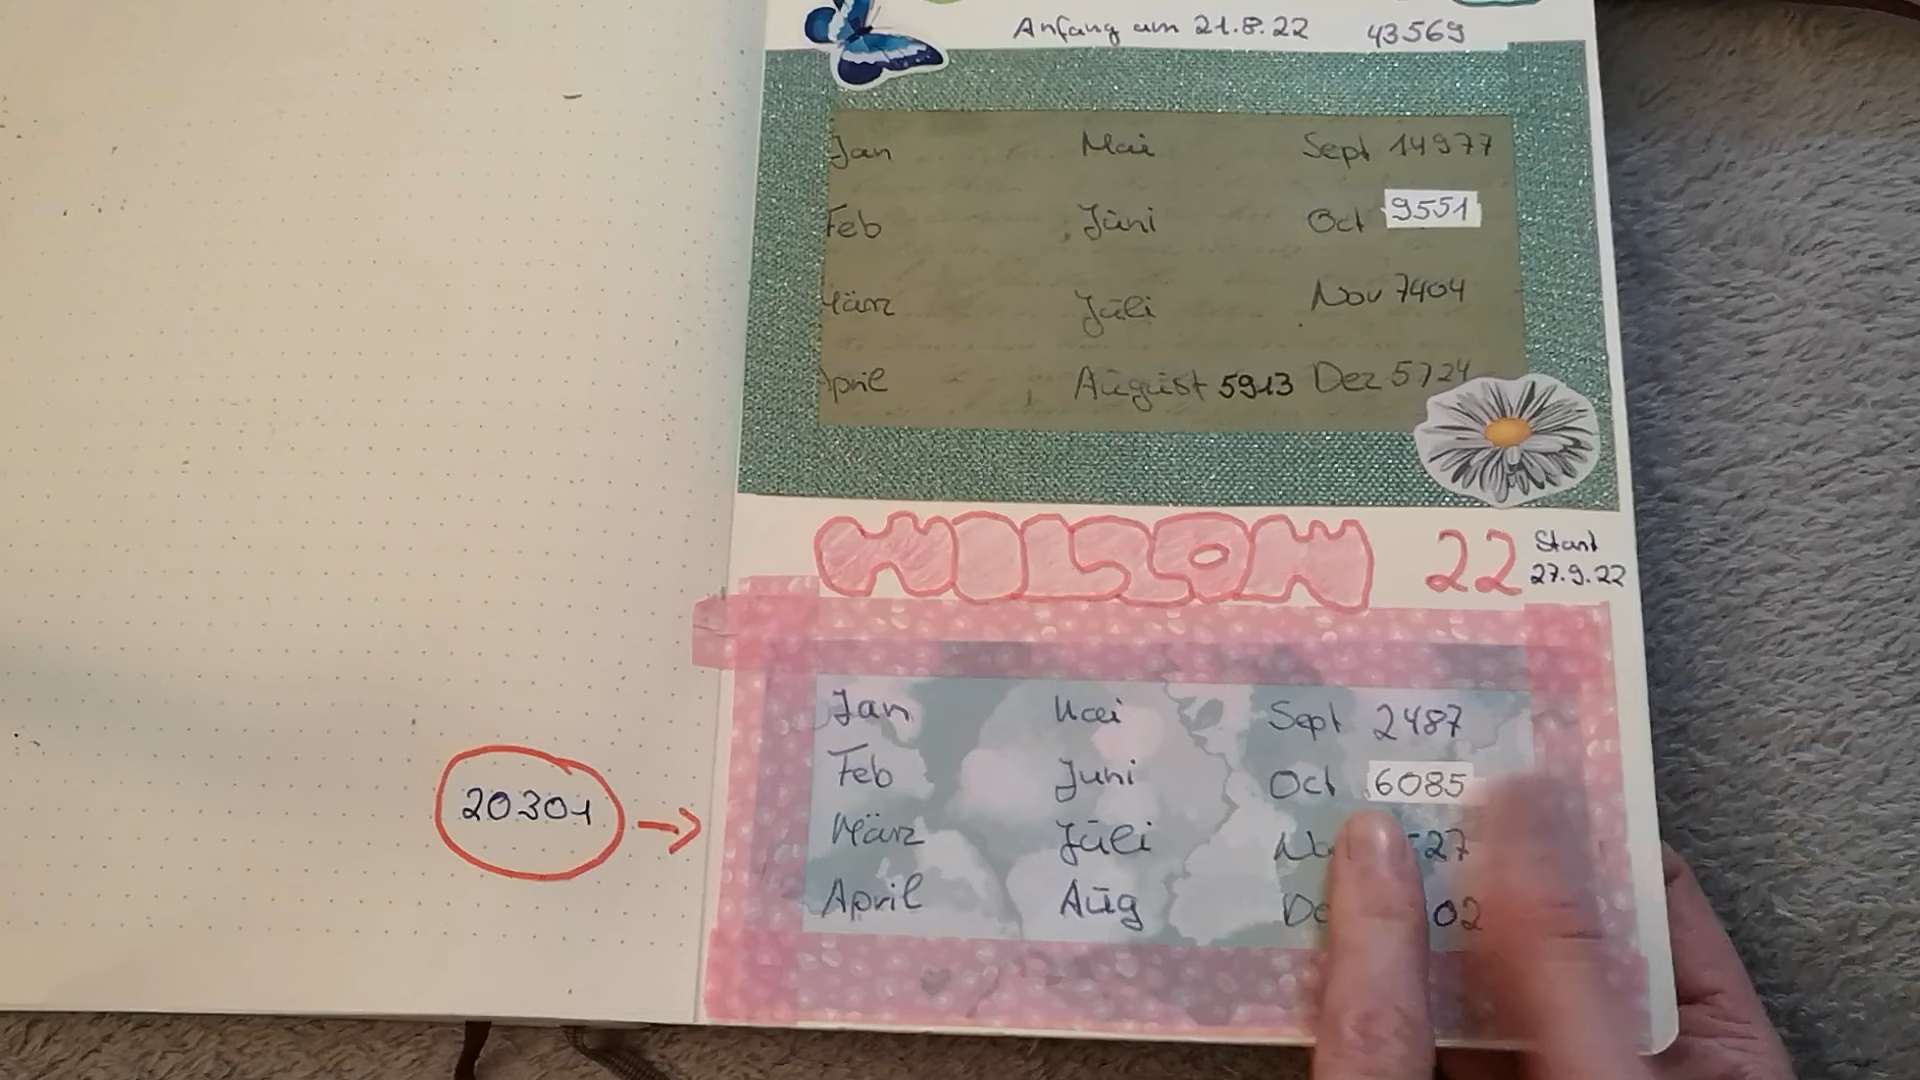 Anfang am 21.8.22 43569
Jan Mai Sept 14977
Feb Juni Oct 9551
März Juli Nov 7404
April August 5913 Dez 5724
WILLOW 22 Start
27.9.22
Jan Mai Sept 2487
Feb Juni Oct 6085
März Juli
April Aug
20301